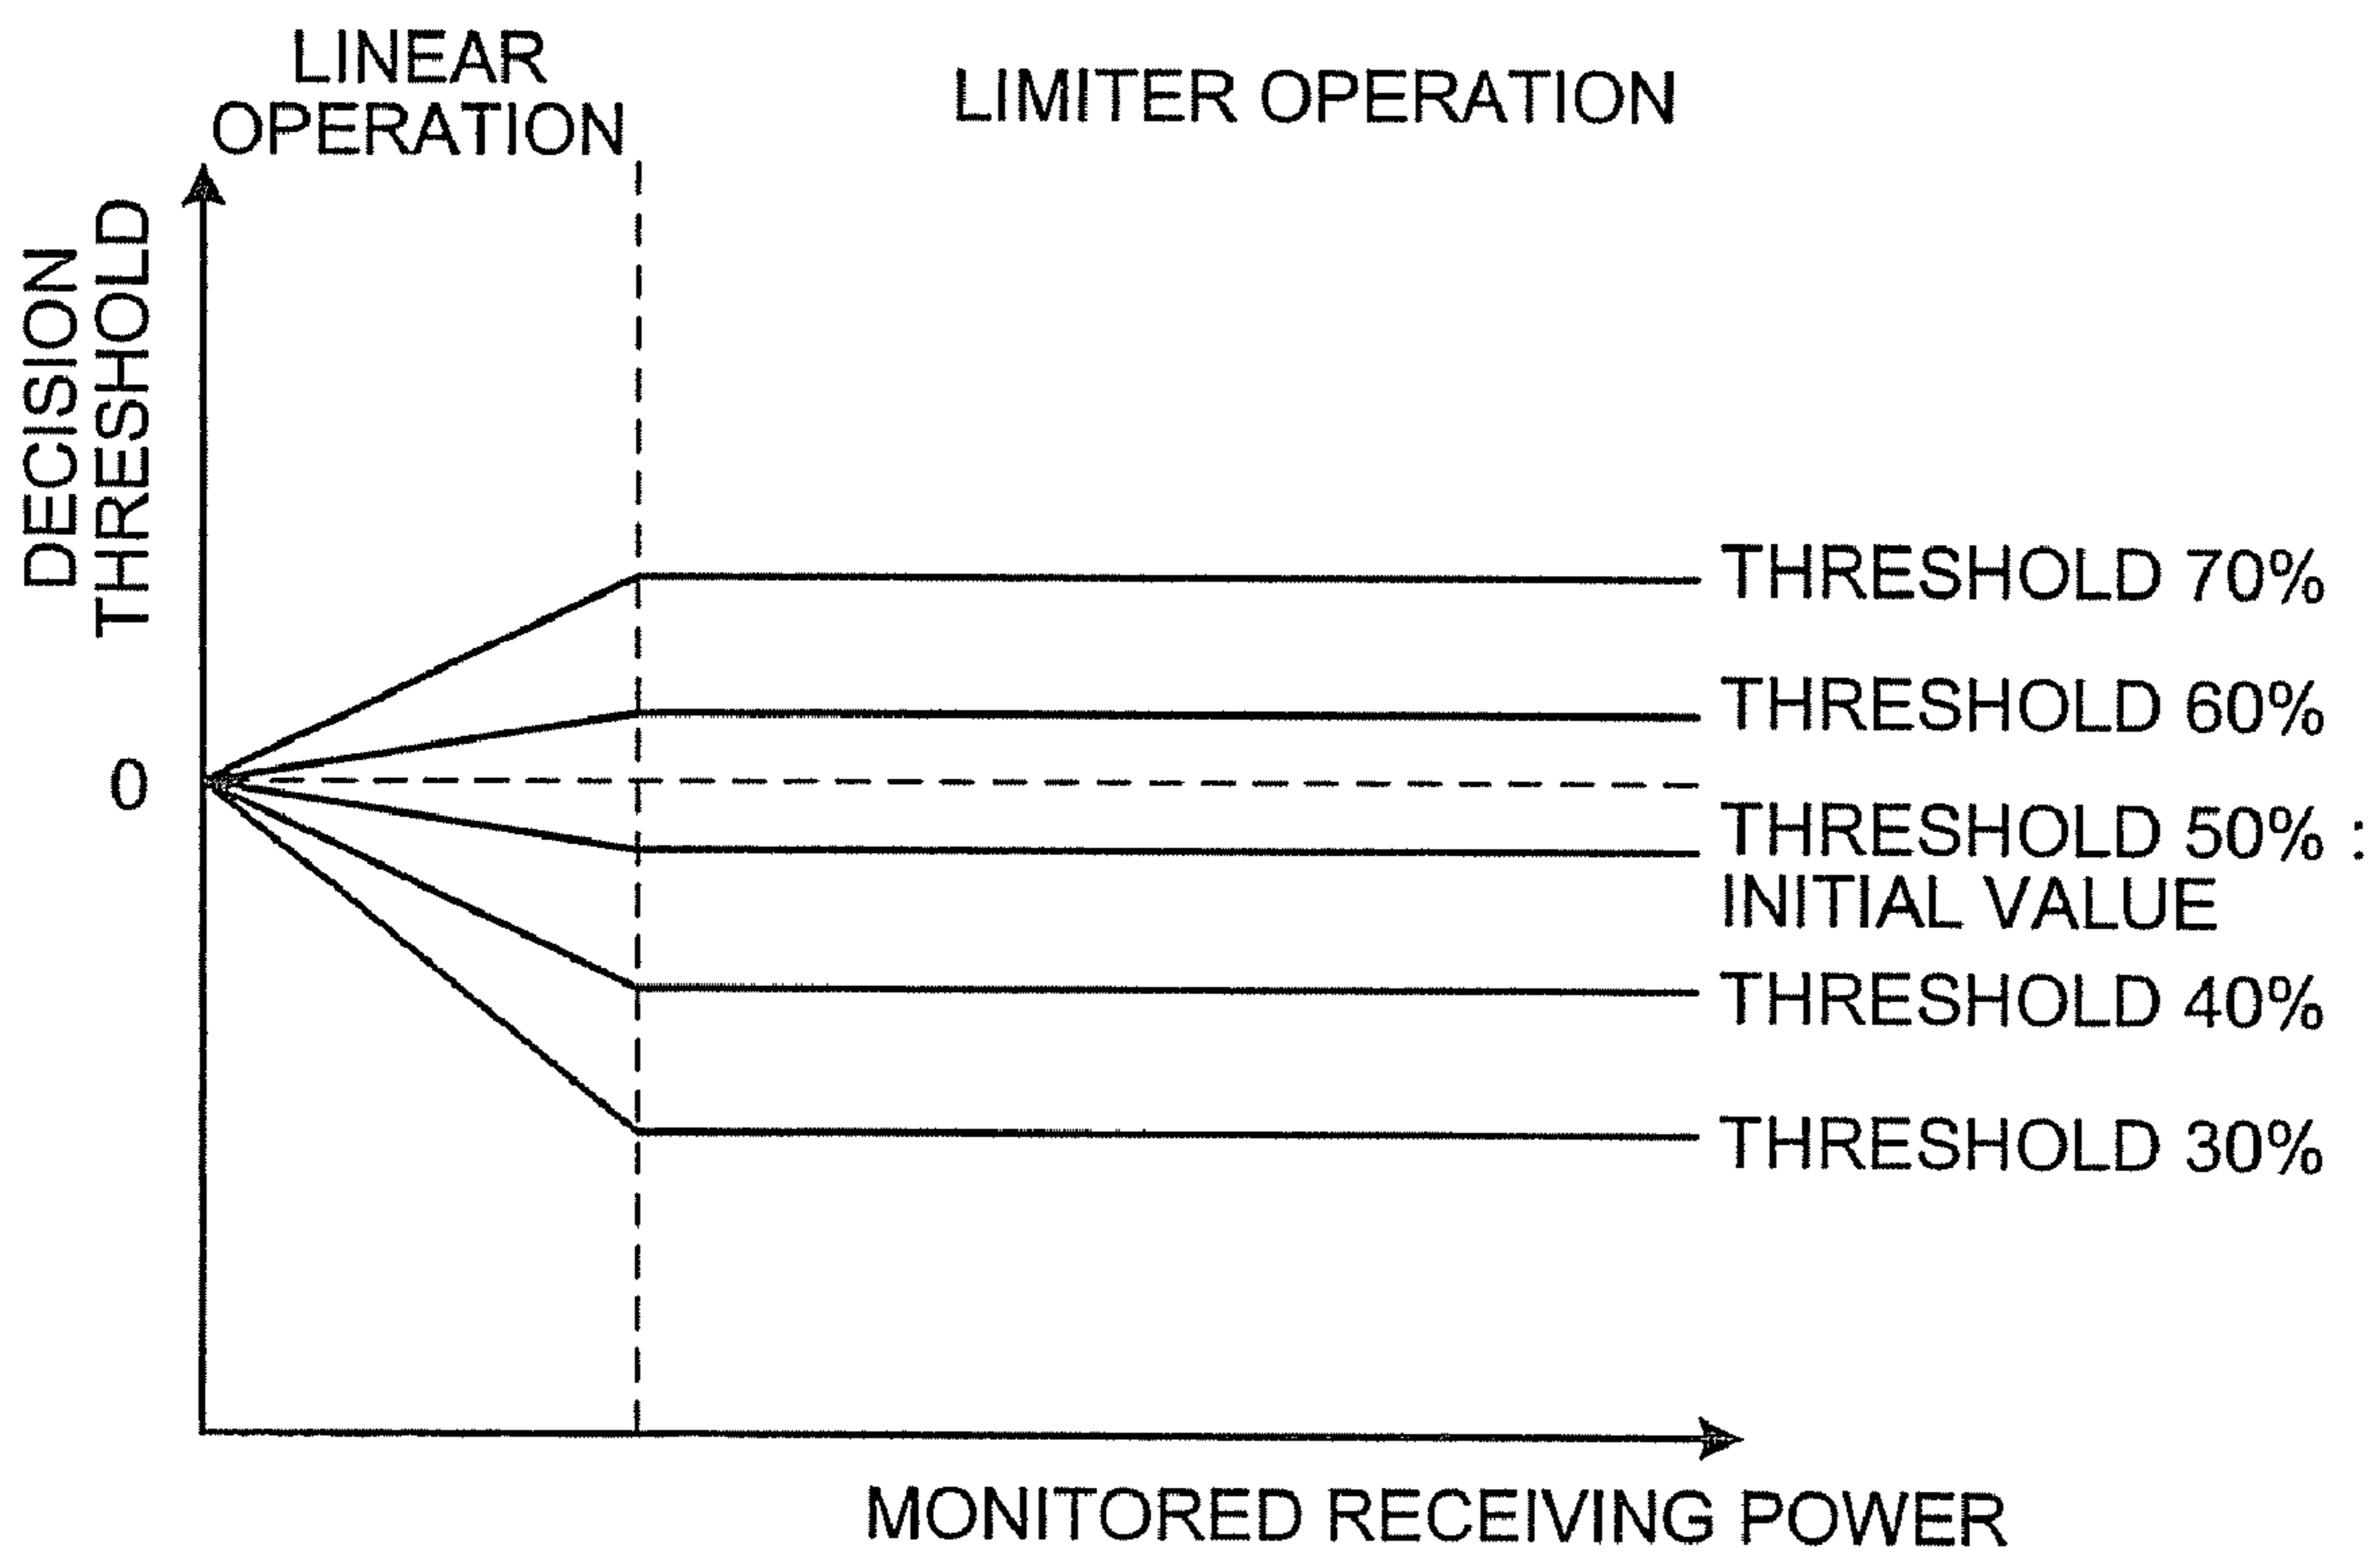 LINEAR
OPERATION
LIMITER OPERATION
DECISION
THRESHOLD
THRESHOLD 70%
THRESHOLD 60%
0
THRESHOLD 50% :
INITIAL VALUE
THRESHOLD 40%
THRESHOLD 30%
MONITORED RECEIVING POWER